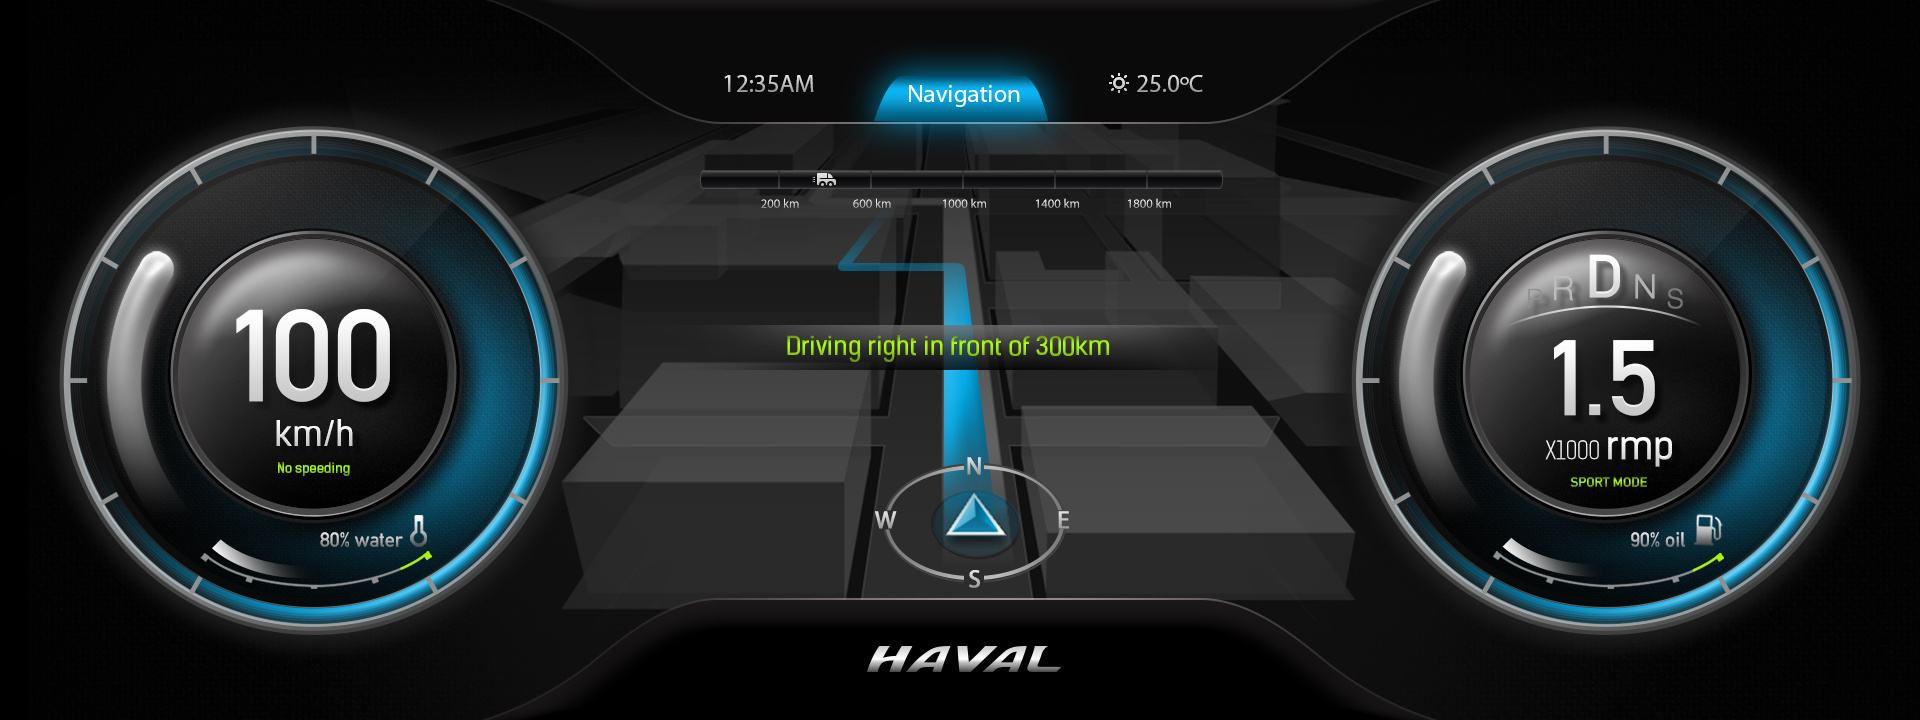 12:35AM
Navigation
25.0ºC
200 km
600 km
1000 km
1400 km
1800 km
100
km/h
No speeding
80% water
Driving right in front of 300km
N
W
E
S
P R D N S
1.5
X1000 rmp
SPORT MODE
90% oil
HAVAL